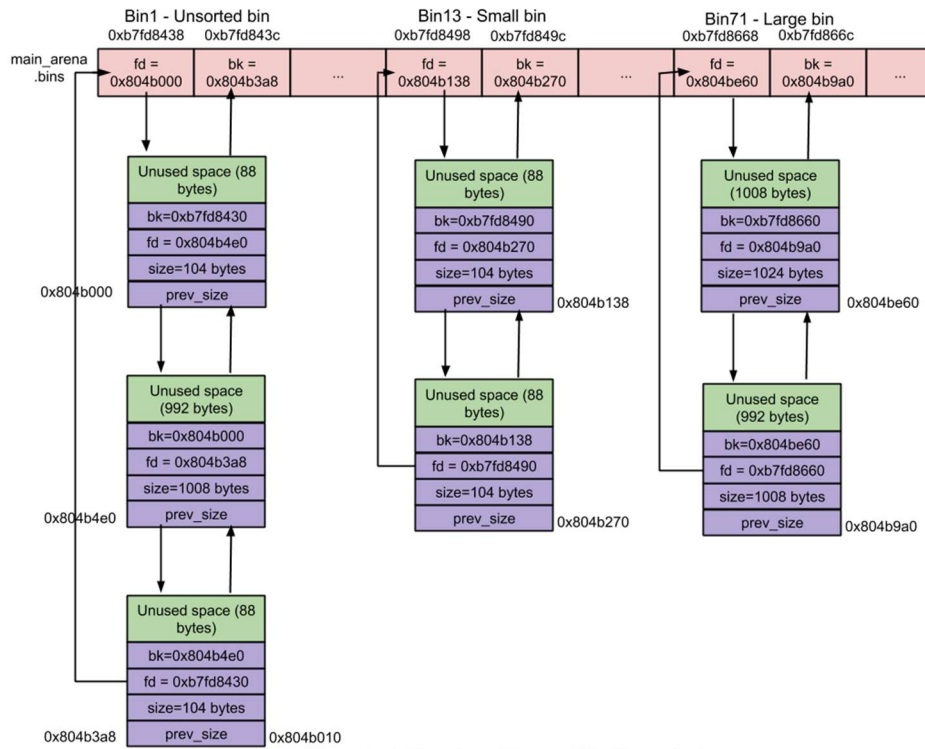 Bin1 - Unsorted bin
0xb7fd8438 0xb7fd843c
Bin13 - Small bin
0xb7fd8498 0xb7fd849c
Bin71 - Large bin
0xb7fd8668 0xb7fd866c
main_arena
.bins
fd =
0x804b000
bk =
0x804b3a8
...
fd =
0x804b138
bk =
0x804b270
...
fd =
0x804be60
bk =
0x804b9a0
...
Unused space (88
bytes)
bk=0xb7fd8430
fd = 0x804b4e0
size=104 bytes
prev_size
0x804b000
Unused space
(992 bytes)
bk=0x804b000
fd = 0x804b3a8
size=1008 bytes
prev_size
0x804b4e0
Unused space (88
bytes)
bk=0x804b4e0
fd = 0xb7fd8430
size=104 bytes
prev_size
0x804b3a8
0x804b010
Unused space (88
bytes)
bk=0xb7fd8490
fd = 0x804b270
size=104 bytes
prev_size
0x804b138
Unused space (88
bytes)
bk=0x804b138
fd = 0xb7fd8490
size=104 bytes
prev_size
0x804b270
Unused space
(1008 bytes)
bk=0xb7fd8660
fd = 0x804b9a0
size=1024 bytes
prev_size
0x804be60
Unused space
(992 bytes)
bk=0x804be60
fd = 0xb7fd8660
size=1008 bytes
prev_size
0x804b9a0